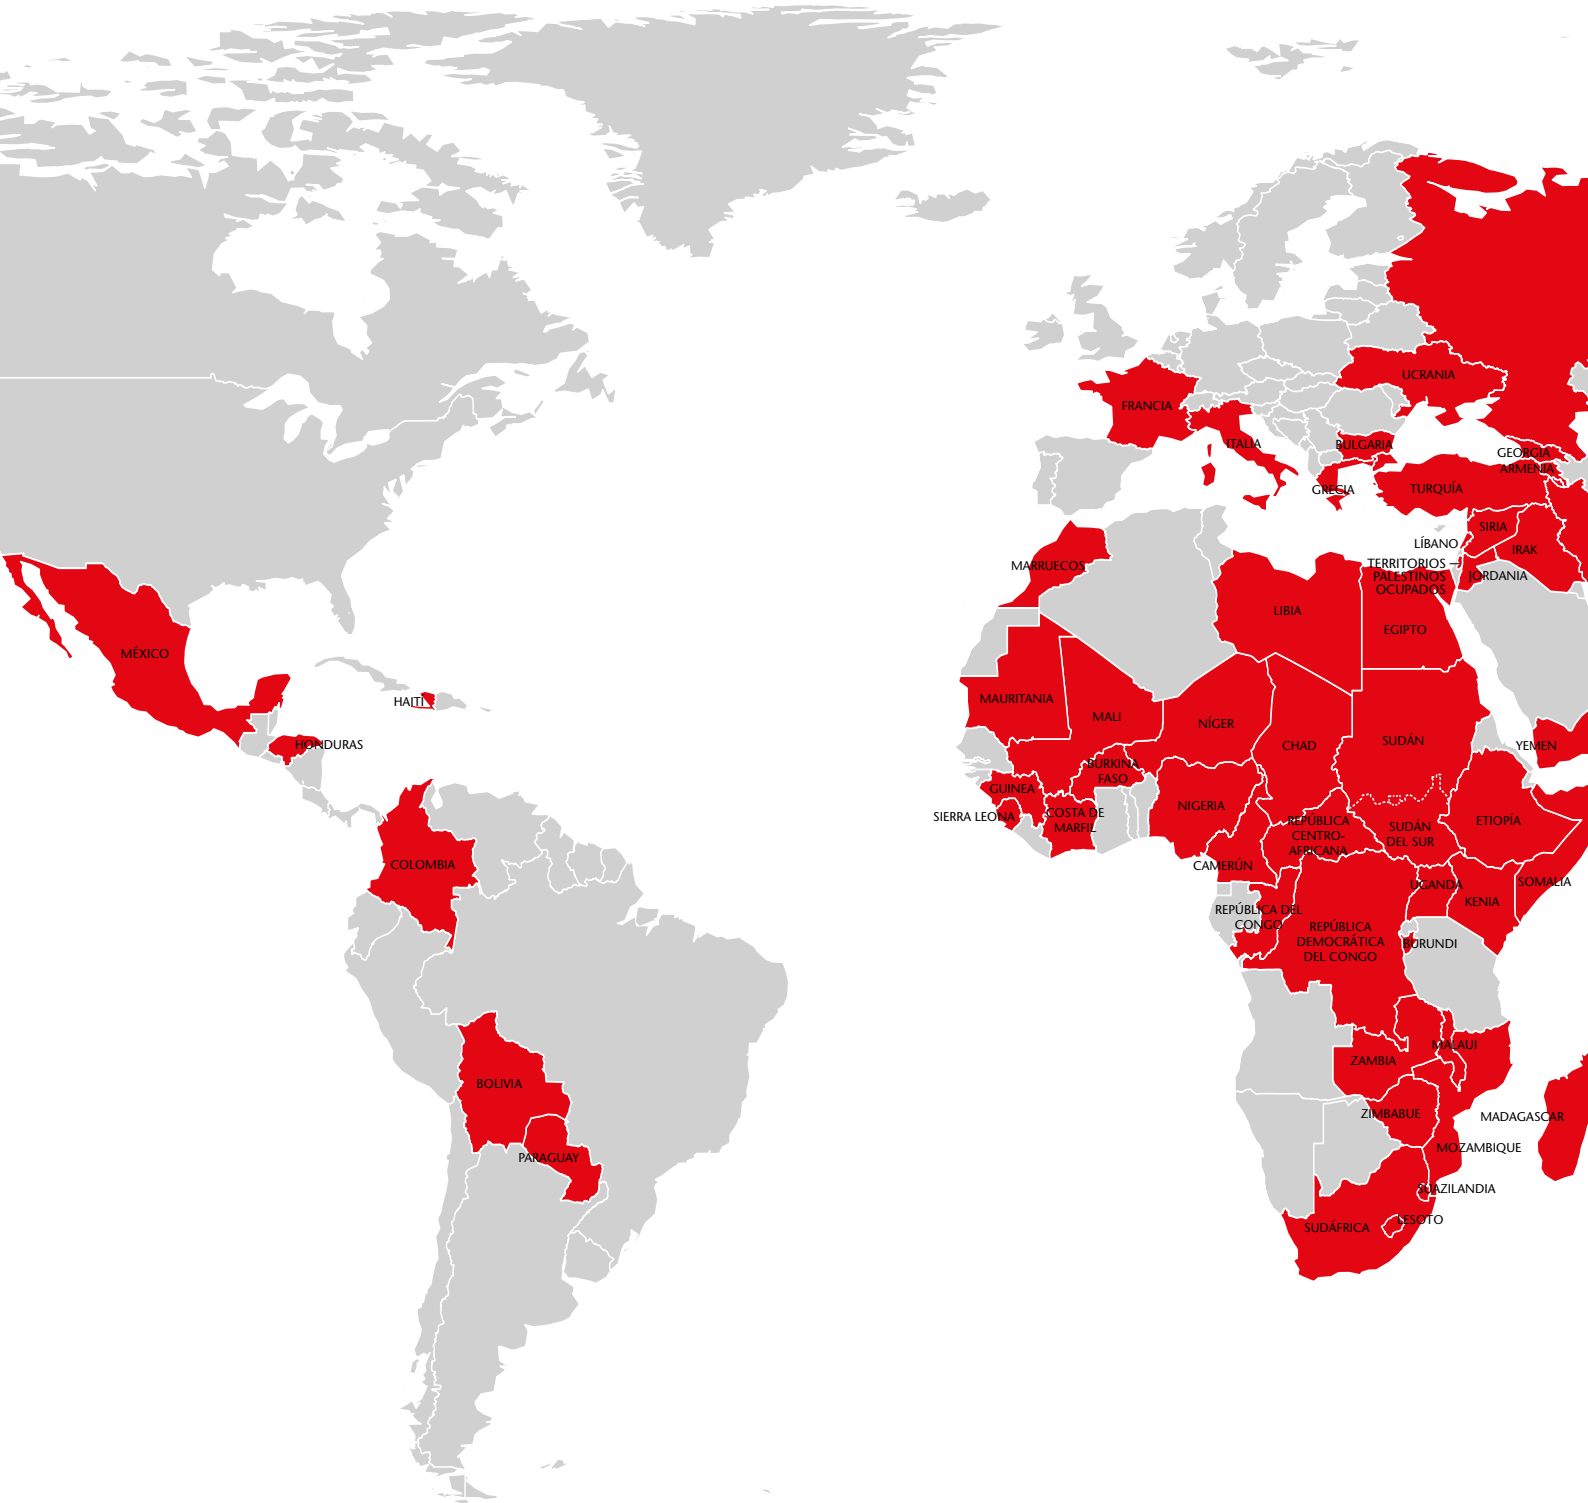 UCRANIA
FRANCIA
ITALIA
BULGARIA
GEORGIA
ARMENIA
GRECIA
TURQUÍA
SIRIA
LÍBANO
IRAK
MARRUECOS
TERRITORIOS
PALESTINOS
OCUPADOS
JORDANIA
LIBIA
EGIPTO
MÉXICO
HAITÍ
HONDURAS
MAURITANIA
MALI
NÍGER
CHAD
SUDÁN
YEMEN
BURKINA
FASO
GUINEA
SIERRA LEONA
COSTA DE
MARFIL
NIGERIA
REPÚBLICA
CENTRO-
AFRICANA
SUDÁN
DEL SUR
ETIOPÍA
COLOMBIA
CAMERÚN
UGANDA
KENIA
SOMALIA
REPÚBLICA DEL
CONGO
REPÚBLICA
DEMOCRÁTICA
DEL CONGO
BURUNDI
MALAUI
ZAMBIA
BOLIVIA
ZIMBABUE
MADAGASCAR
MOZAMBIQUE
PARAGUAY
SUAZILANDIA
LESOTO
SUDÁFRICA